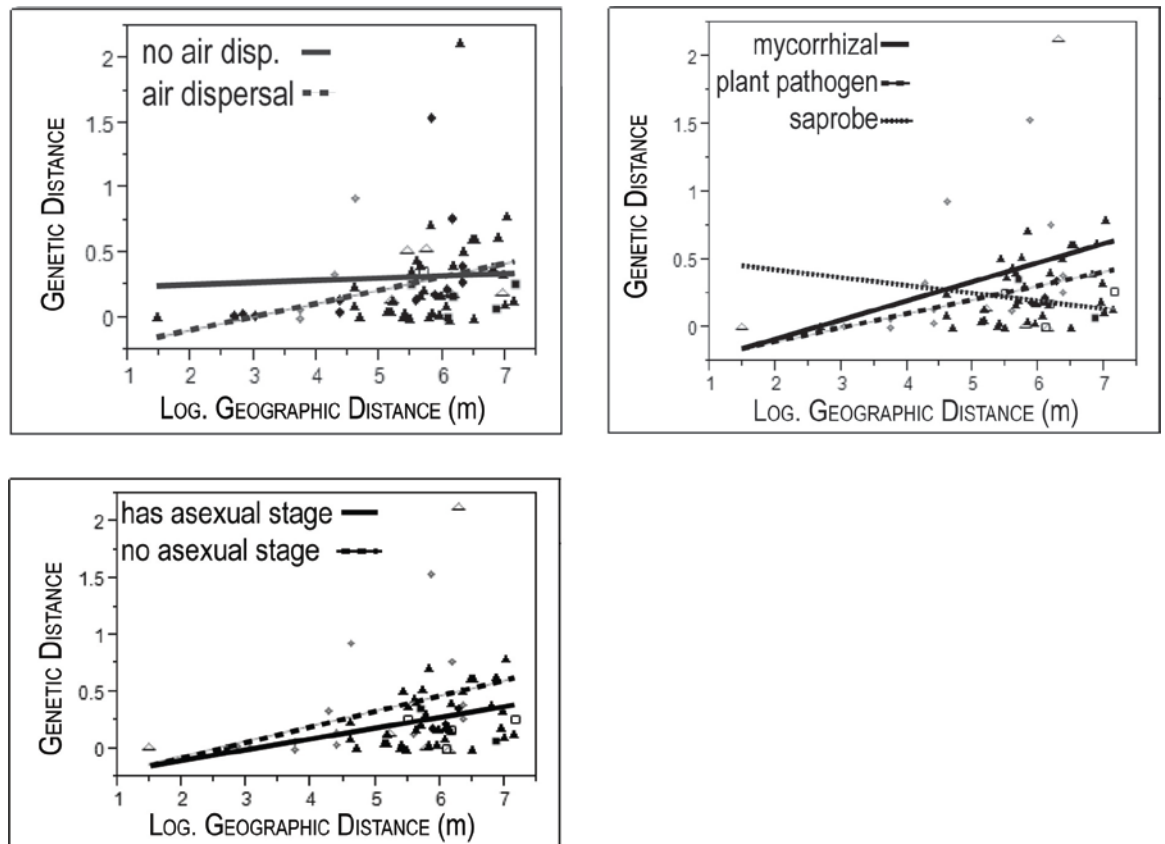 no air disp.
air dispersal
GENETIC DISTANCE
2
1.5
1
0.5
0
1 2 3 4 5 6 7
LOG. GEOGRAPHIC DISTANCE (m)
mycorrhizal
plant pathogen
saprobe
GENETIC DISTANCE
2
1.5
1
0.5
0
1 2 3 4 5 6 7
LOG. GEOGRAPHIC DISTANCE (m)
has asexual stage
no asexual stage
GENETIC DISTANCE
2
1.5
1
0.5
0
1 2 3 4 5 6 7
LOG. GEOGRAPHIC DISTANCE (m)